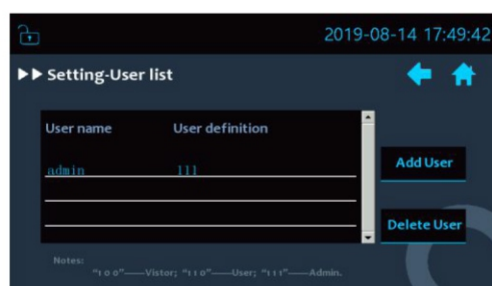 2019-08-14 17:49:42
▶▶ Setting-User list
User name User definition
admin 111
Add User
Delete User
Notes:
"1 0 0"——Vistor; "1 1 0"——User; "1 1 1"——Admin.